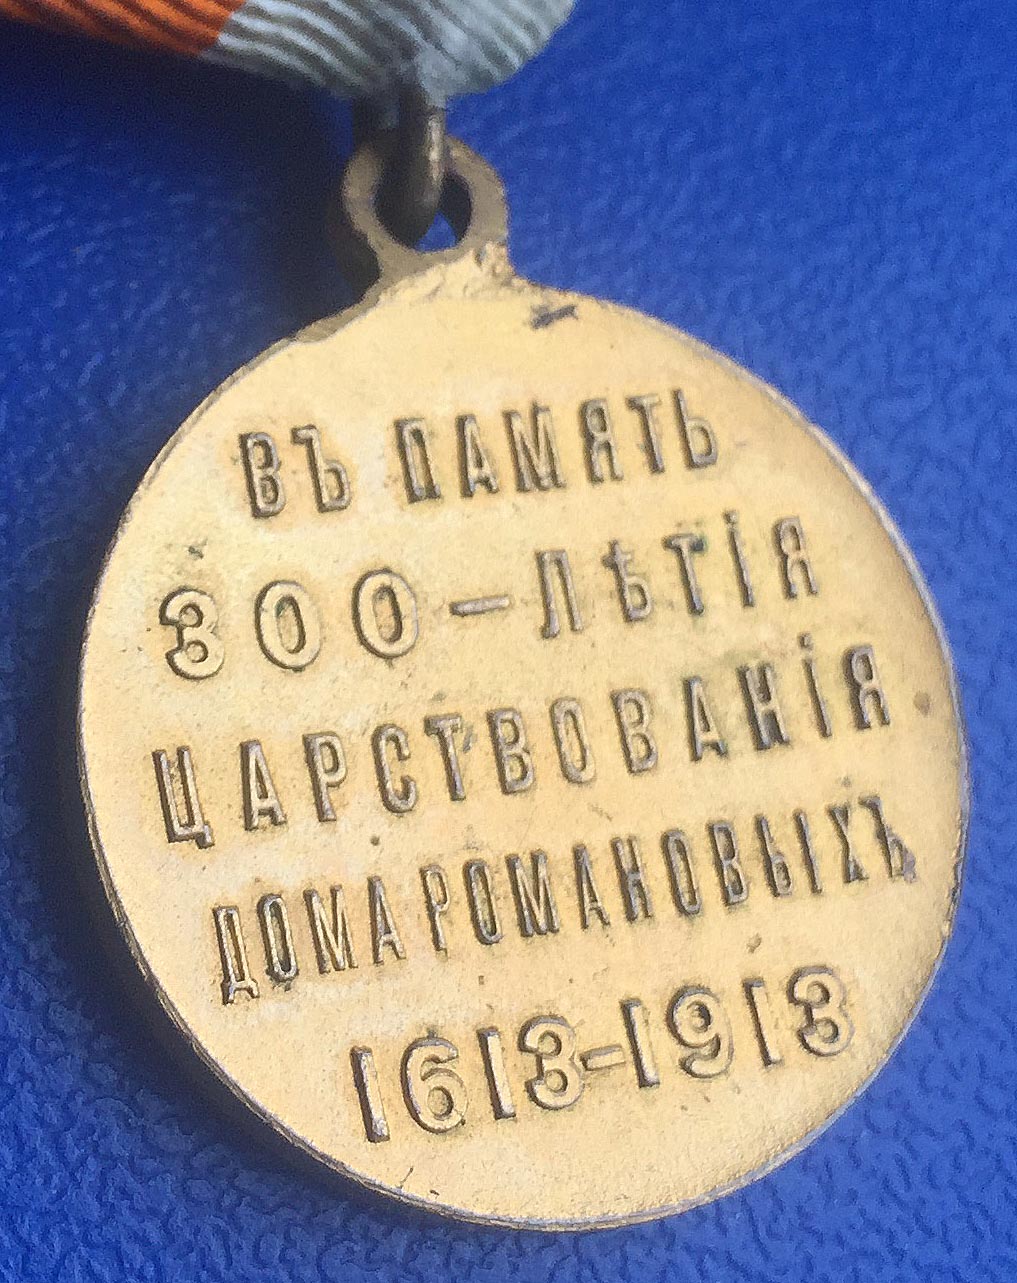 ВЪ ПАМЯТЬ
300-ЛѢТІЯ
ЦАРСТВОВАНІЯ
ДОМА РОМАНОВЫХЪ
1613-1913